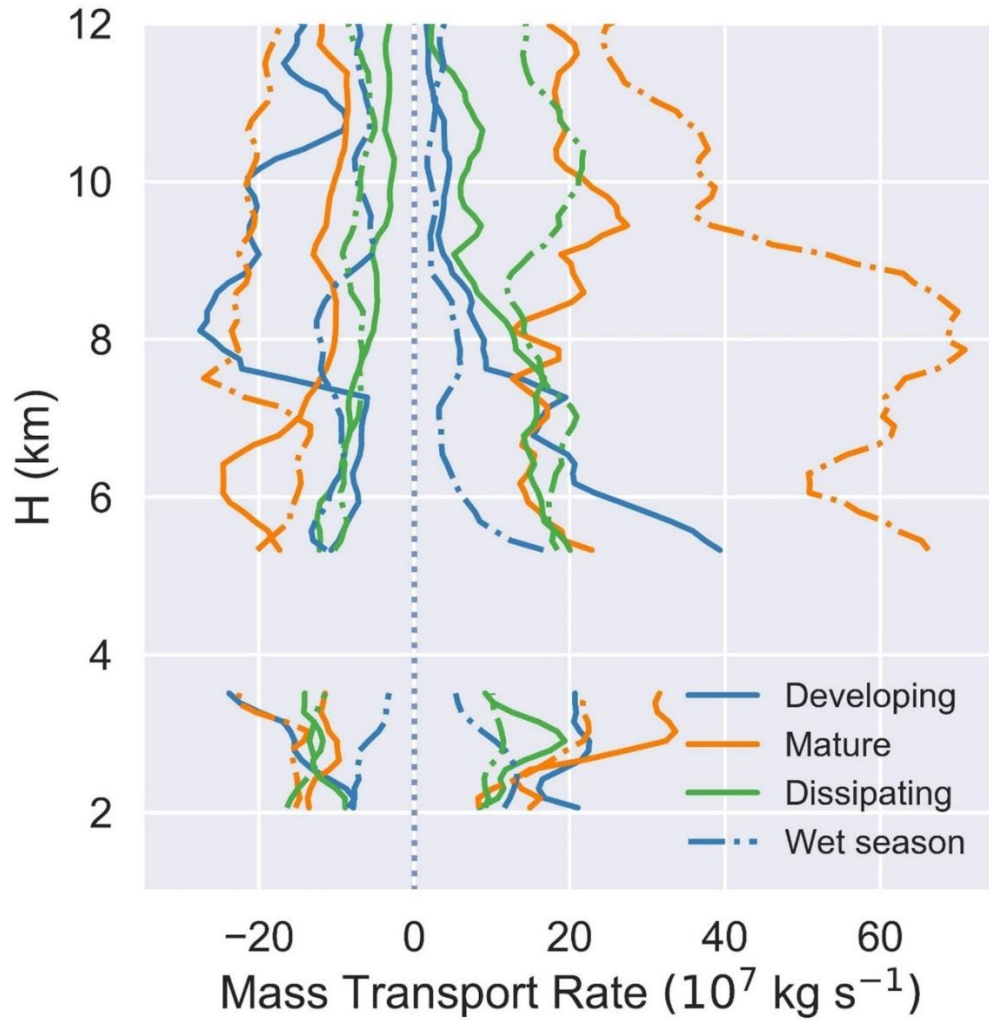 12
10
8
6
4
2
H (km)
Developing
Mature
Dissipating
Wet season
−20 0 20 40 60
Mass Transport Rate (10⁷ kg s⁻¹)